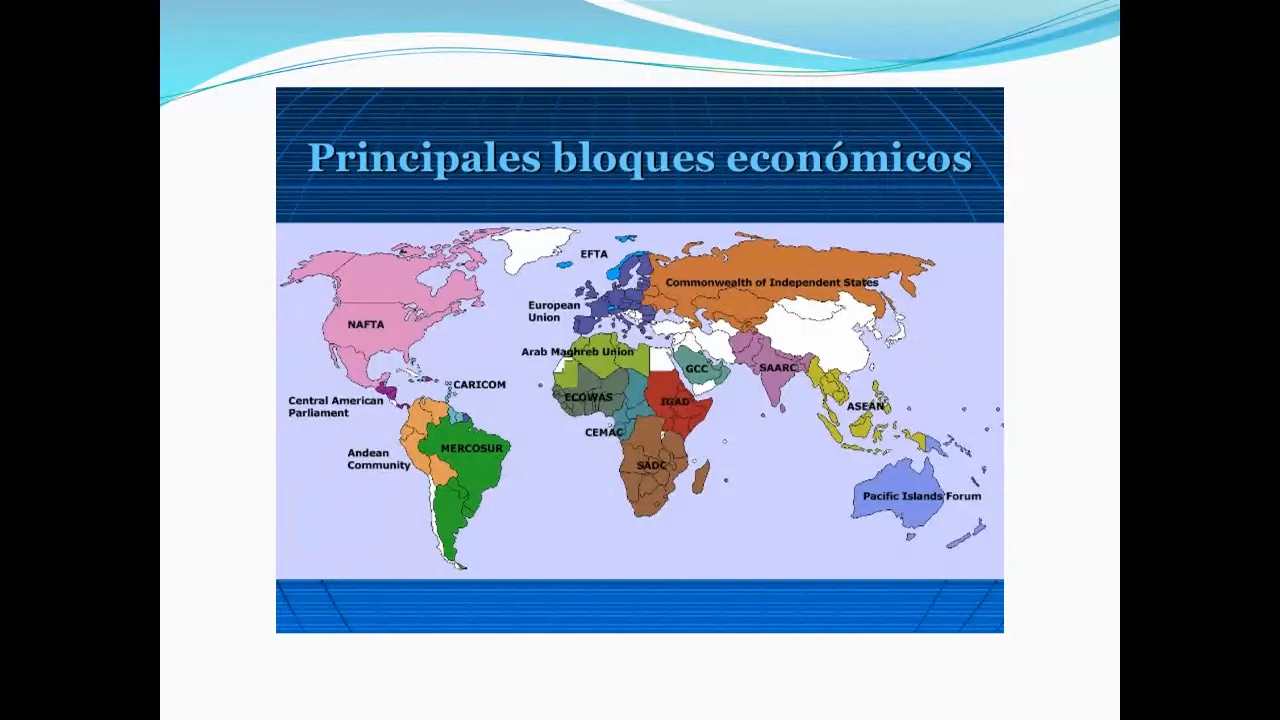 Principales bloques económicos
EFTA
Commonwealth of Independent States
European
Union
NAFTA
Arab Maghreb Union
GCC
SAARC
CARICOM
ECOWAS
IGAD
Central American
Parliament
ASEAN
CEMAC
MERCOSUR
Andean
Community
SADC
Pacific Islands Forum